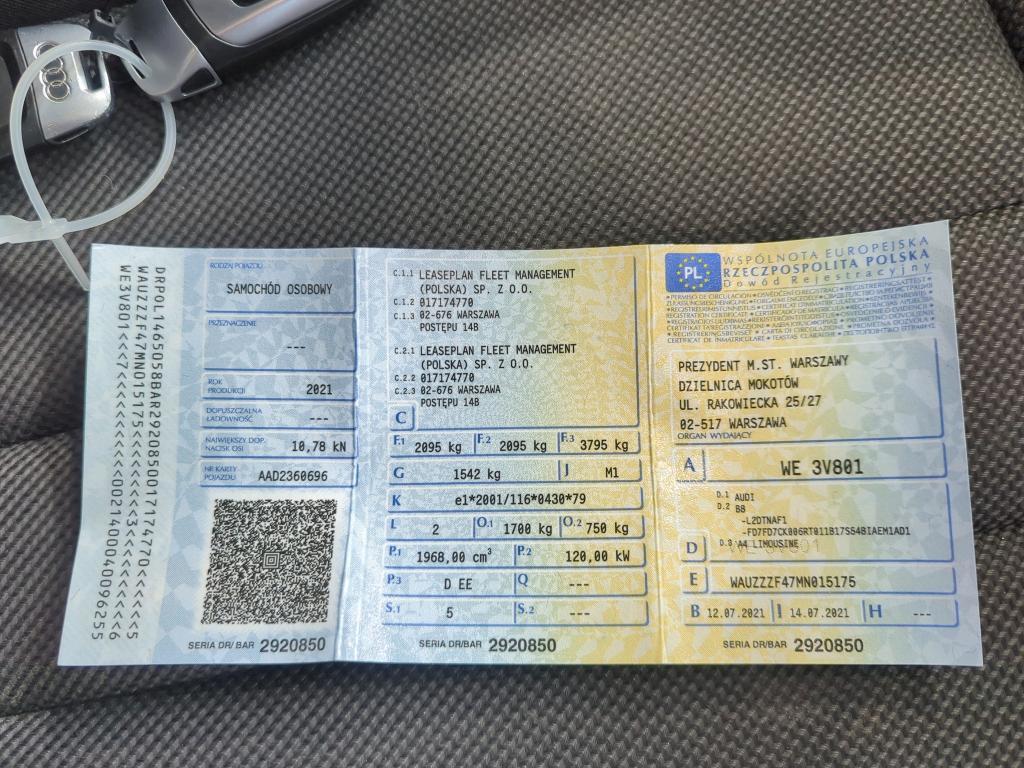 DRPOL1465058BAR292085001717 4770<<<<<<5
WAUZZZF47MN015175<<<<<<<
WE3V801<<7<<<<
RODZAJ POJAZDU
SAMOCHÓD OSOBOWY
PRZEZNACZENIE
---
ROK PRODUKCJI 2021
DOPUSZCZALNA ŁADOWNOŚĆ ---
NAJWIĘKSZY DOP. NACISK OSI 10,78 kN
NR KARTY POJAZDU AAD2360696
SERIA DR/BAR 2920850
C.1.1 LEASEPLAN FLEET MANAGEMENT
(POLSKA) SP. Z O.O.
C.1.2 017174770
C.1.3 02-676 WARSZAWA
POSTĘPU 14B
C.2.1 LEASEPLAN FLEET MANAGEMENT
(POLSKA) SP. Z O.O.
C.2.2 017174770
C.2.3 02-676 WARSZAWA
POSTĘPU 14B
C
F.1 2095 kg F.2 2095 kg F.3 3795 kg
G 1542 kg J M1
K e1*2001/116*0430*79
L 2 O.1 1700 kg O.2 750 kg
P.1 1968,00 cm³ P.2 120,00 kW
P.3 D EE Q ---
S.1 5 S.2 ---
SERIA DR/BAR 2920850
PL
WSPÓLNOTA EUROPEJSKA
RZECZPOSPOLITA POLSKA
Dowód Rejestracyjny
PREZYDENT M.ST. WARSZAWY
DZIELNICA MOKOTÓW
UL. RAKOWIECKA 25/27
02-517 WARSZAWA
ORGAN WYDAJĄCY
A WE 3V801
D.1 AUDI
D.2 B8
-L2DTNAF1
-FD7FD7CK006RT011B17SS4BIAEM1AD1
D D.3 A4 LIMOUSINE
E WAUZZZF47MN015175
B 12.07.2021 I 14.07.2021 H ---
SERIA DR/BAR 2920850